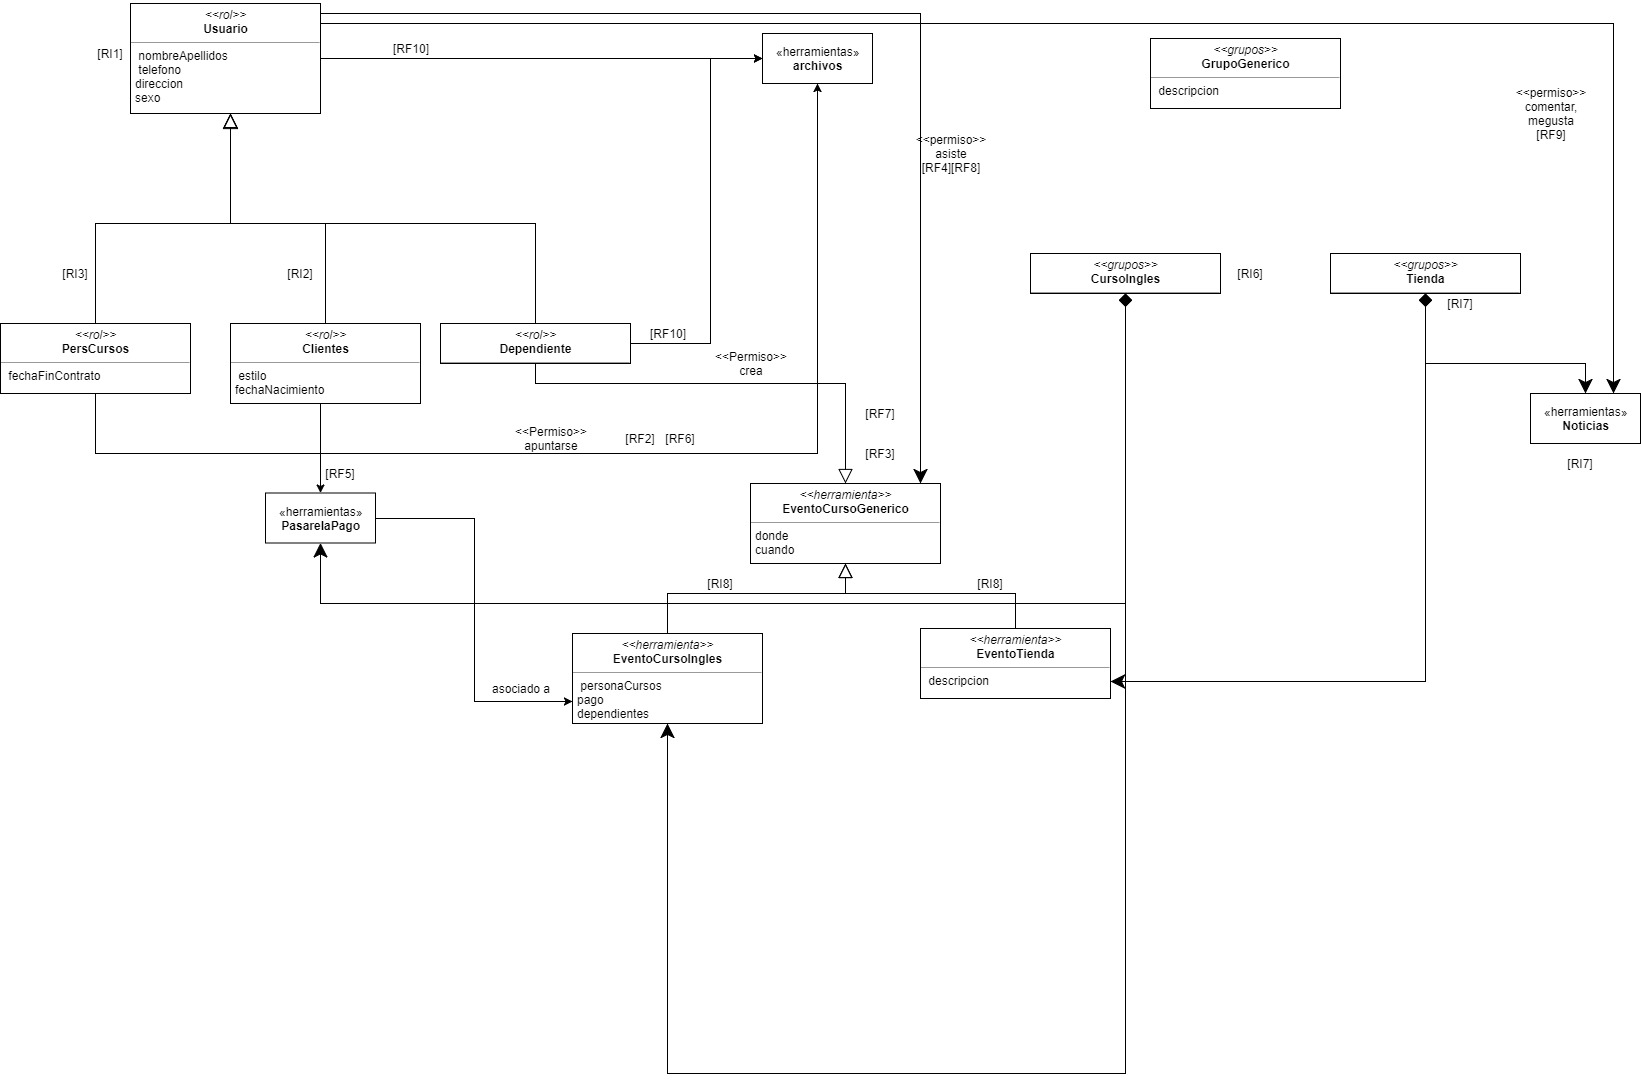 <<rol>>
Usuario
nombreApellidos
telefono
direccion
sexo
[RI1]
[RF10]
«herramientas»
archivos
<<grupos>>
GrupoGenerico
descripcion
<<permiso>>
comentar,
megusta
[RF9]
<<permiso>>
asiste
[RF4][RF8]
[RI3]
[RI2]
<<grupos>>
CursoIngles
[RI6]
<<grupos>>
Tienda
[RI7]
<<rol>>
PersCursos
fechaFinContrato
<<rol>>
Clientes
estilo
fechaNacimiento
<<rol>>
Dependiente
[RF10]
<<Permiso>>
crea
[RF7]
[RF3]
«herramientas»
Noticias
[RI7]
<<Permiso>>
apuntarse
[RF2]
[RF6]
[RF5]
«herramientas»
PasarelaPago
<<herramienta>>
EventoCursoGenerico
donde
cuando
[RI8]
[RI8]
<<herramienta>>
EventoCursoIngles
personaCursos
pago
dependientes
<<herramienta>>
EventoTienda
descripcion
asociado a